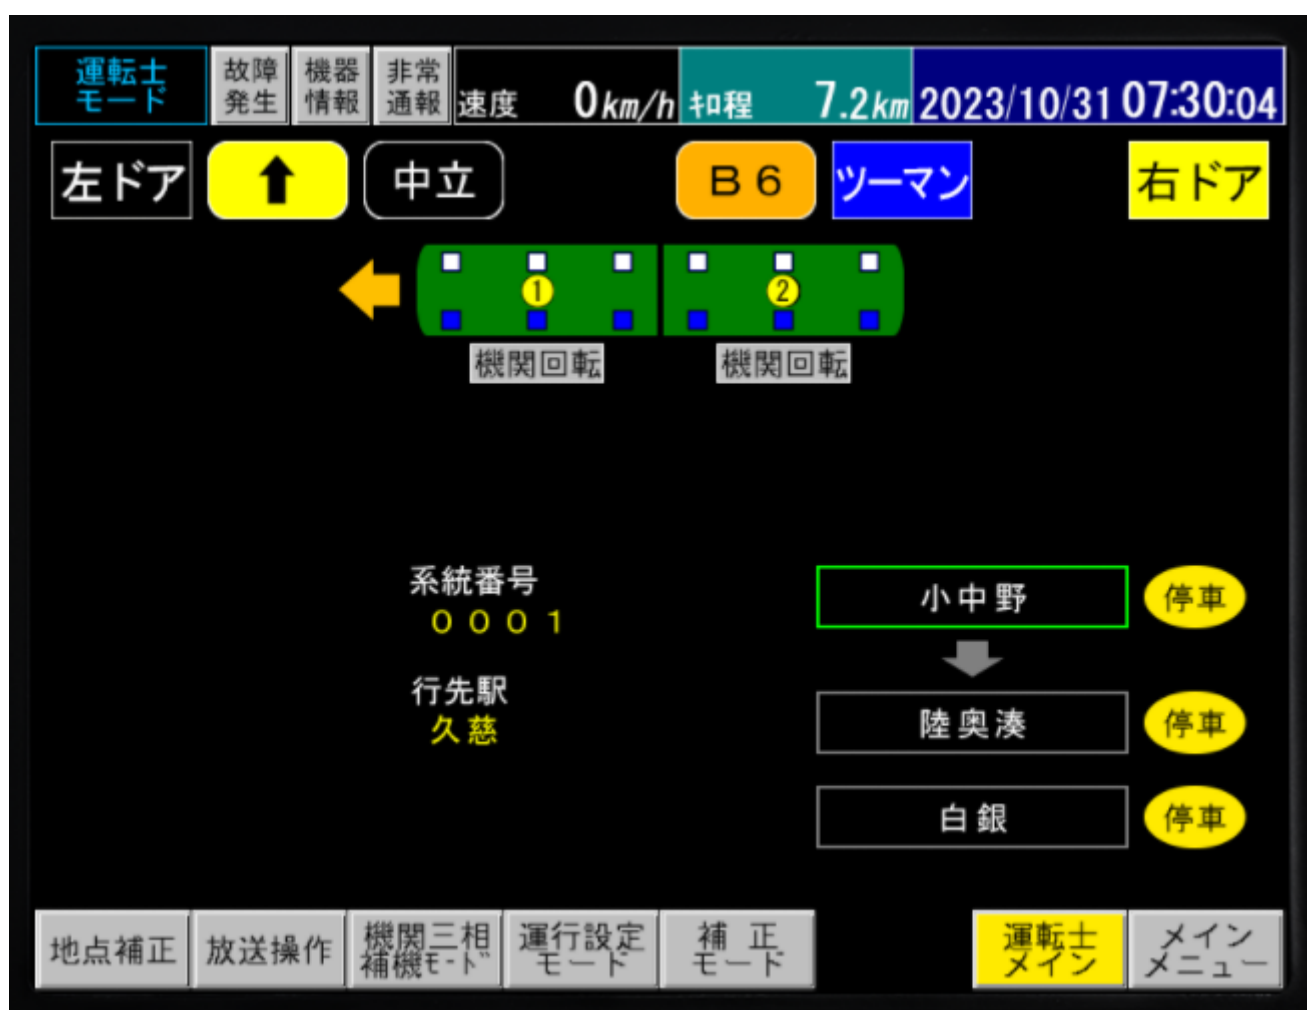 運転士
モード
故障
発生
機器
情報
非常
通報
速度 0km/h
ｷﾛ程 7.2km
2023/10/31 07:30:04
左ドア
中立
B6
ツーマン
右ドア
1
2
機関回転
機関回転
系統番号
0001
行先駅
久慈
小中野
停車
陸奥湊
停車
白銀
停車
地点補正
放送操作
機関三相
補機ﾓｰﾄﾞ
運行設定
モード
補正
モード
運転士
メイン
メイン
メニュー